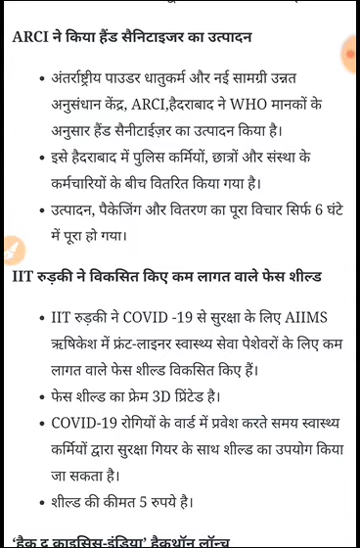 ARCI ने किया हैंड सैनिटाइजर का उत्पादन
अंतर्राष्ट्रीय पाउडर धातुकर्म और नई सामग्री उन्नत
अनुसंधान केंद्र, ARCI,हैदराबाद ने WHO मानकों के
अनुसार हैंड सैनीटाईज़र का उत्पादन किया है।
इसे हैदराबाद में पुलिस कर्मियों, छात्रों और संस्था के
कर्मचारियों के बीच वितरित किया गया है।
उत्पादन, पैकेजिंग और वितरण का पूरा विचार सिर्फ 6 घंटे
में पूरा हो गया।
IIT रुड़की ने विकसित किए कम लागत वाले फेस शील्ड
IIT रुड़की ने COVID -19 से सुरक्षा के लिए AIIMS
ऋषिकेश में फ्रंट-लाइनर स्वास्थ्य सेवा पेशेवरों के लिए कम
लागत वाले फेस शील्ड विकसित किए हैं।
फेस शील्ड का फ्रेम 3D प्रिंटेड है।
COVID-19 रोगियों के वार्ड में प्रवेश करते समय स्वास्थ्य
कर्मियों द्वारा सुरक्षा गियर के साथ शील्ड का उपयोग किया
जा सकता है।
शील्ड की कीमत 5 रुपये है।
'हैक द क्राइसिस-इंडिया' हैकथॉन लॉन्च